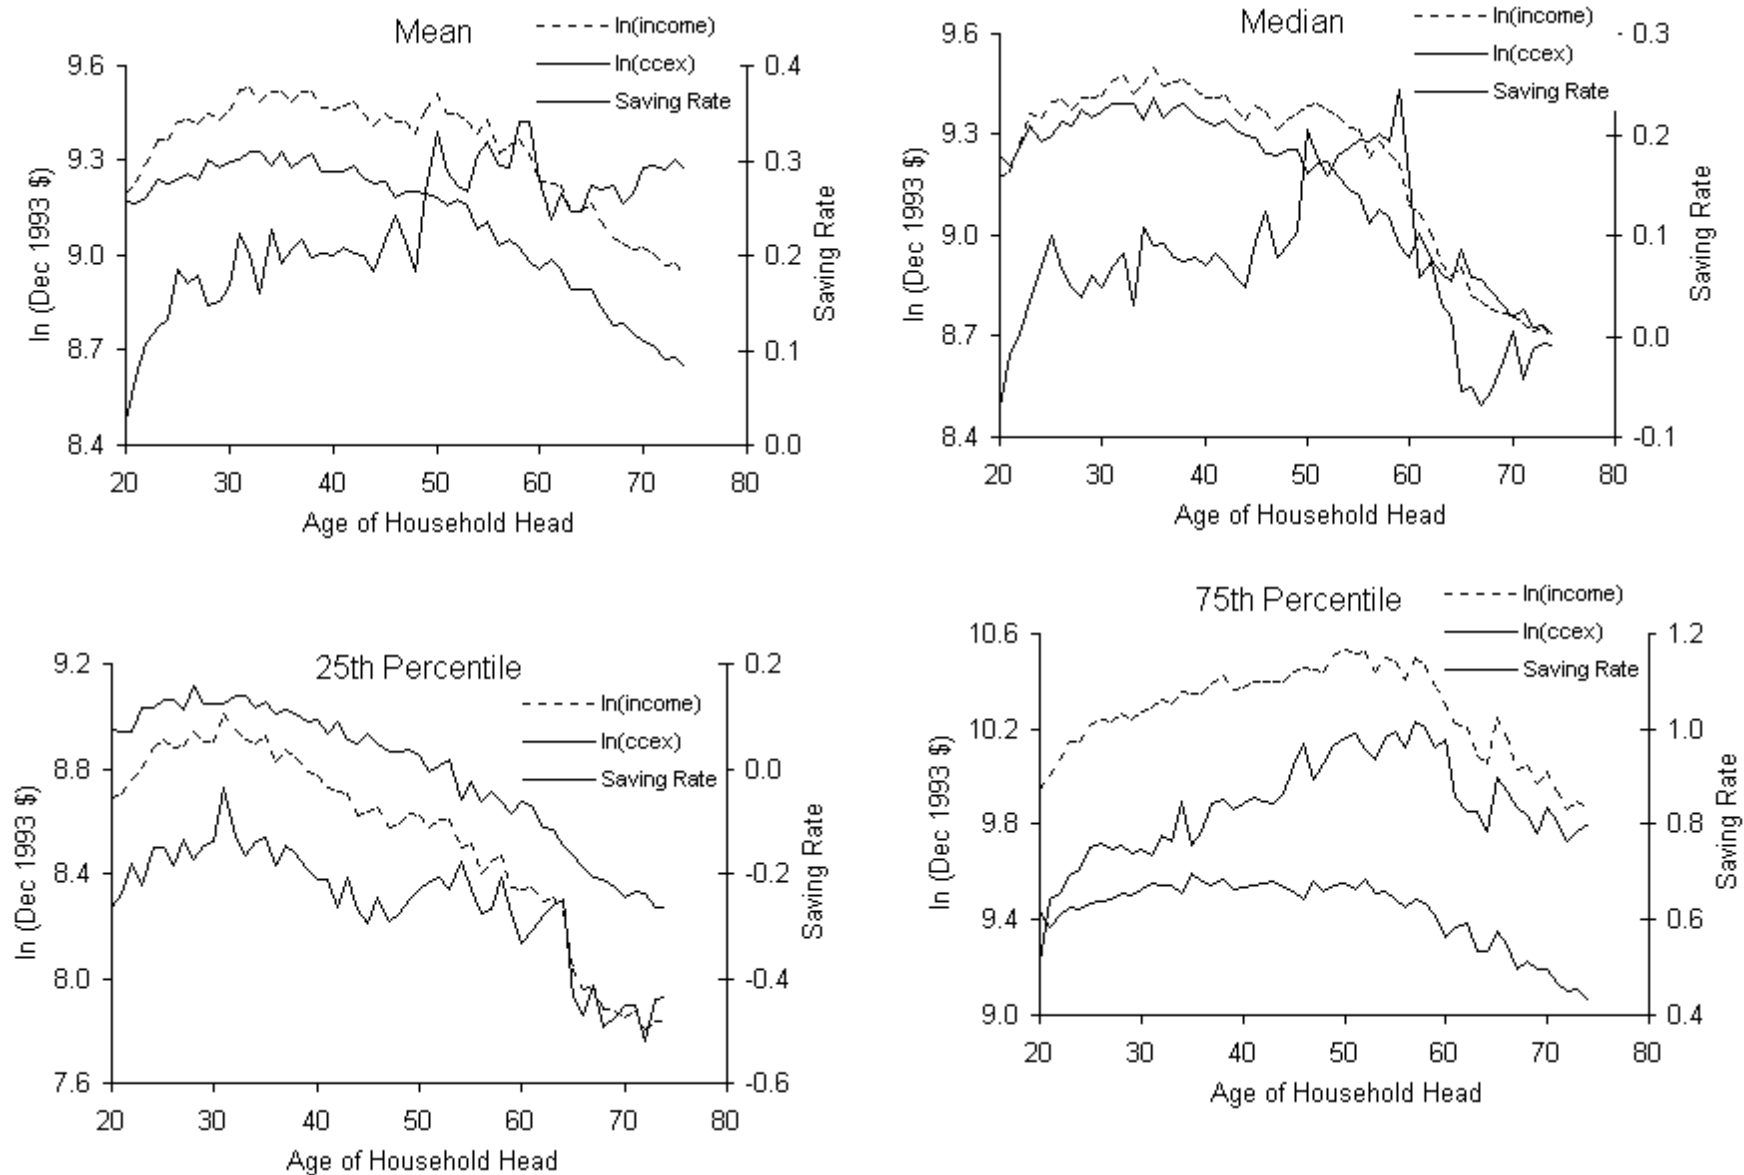 Mean
ln(income)
ln(ccex)
Saving Rate
9.6
9.3
9.0
8.7
8.4
ln (Dec 1993 $)
0.4
0.3
0.2
0.1
0.0
Saving Rate
20 30 40 50 60 70 80
Age of Household Head
Median
ln(income)
ln(ccex)
Saving Rate
9.6
9.3
9.0
8.7
8.4
ln (Dec 1993 $)
0.3
0.2
0.1
0.0
-0.1
Saving Rate
20 30 40 50 60 70 80
Age of Household Head
25th Percentile
ln(income)
ln(ccex)
Saving Rate
9.2
8.8
8.4
8.0
7.6
ln (Dec 1993 $)
0.2
0.0
-0.2
-0.4
-0.6
Saving Rate
20 30 40 50 60 70 80
Age of Household Head
75th Percentile
ln(income)
ln(ccex)
Saving Rate
10.6
10.2
9.8
9.4
9.0
ln (Dec 1993 $)
1.2
1.0
0.8
0.6
0.4
Saving Rate
20 30 40 50 60 70 80
Age of Household Head